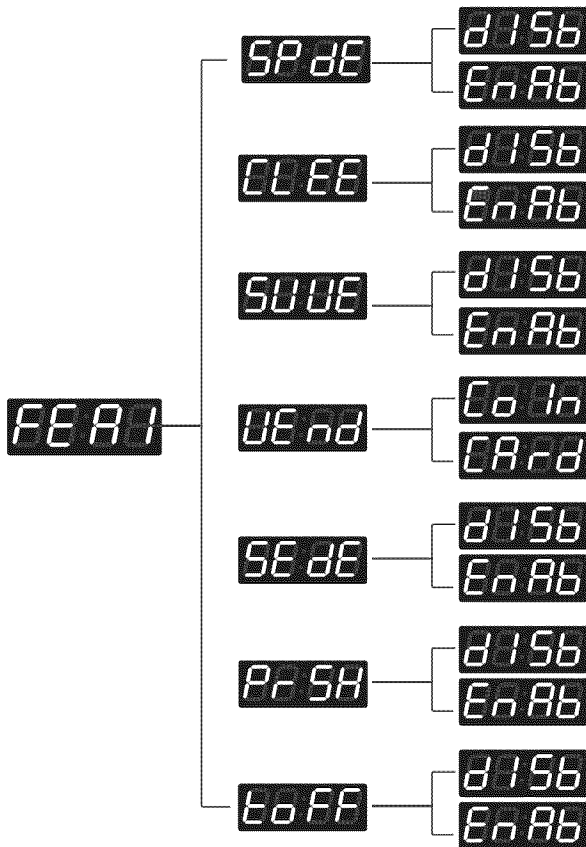 SPdE
dISb
EnAb
CLEE
dISb
EnAb
SUUE
dISb
EnAb
FEA1
UEnd
CoIn
CArd
SEdE
dISb
EnAb
PrSH
dISb
EnAb
toFF
dISb
EnAb